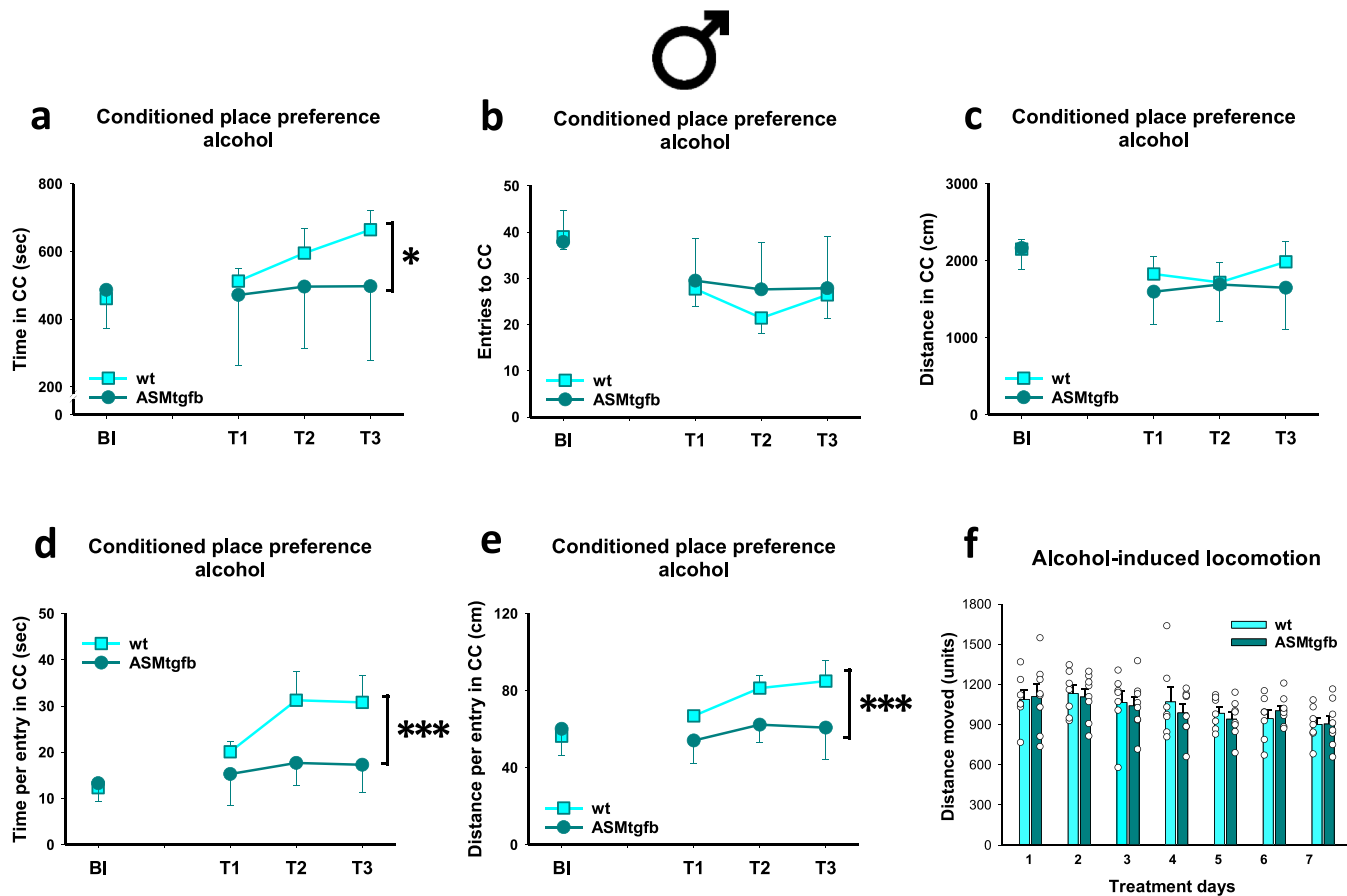 a
Conditioned place preference
alcohol
Time in CC (sec)
800
600
400
200
0
wt
ASMtgfb
BI
T1
T2
T3
*
b
Conditioned place preference
alcohol
Entries to CC
50
40
30
20
10
0
wt
ASMtgfb
BI
T1
T2
T3
c
Conditioned place preference
alcohol
Distance in CC (cm)
3000
2000
1000
0
wt
ASMtgfb
BI
T1
T2
T3
d
Conditioned place preference
alcohol
Time per entry in CC (sec)
50
40
30
20
10
0
wt
ASMtgfb
BI
T1
T2
T3
***
e
Conditioned place preference
alcohol
Distance per entry in CC (cm)
120
80
40
0
wt
ASMtgfb
BI
T1
T2
T3
***
f
Alcohol-induced locomotion
Distance moved (units)
1800
1500
1200
900
600
300
0
wt
ASMtgfb
1 2 3 4 5 6 7
Treatment days